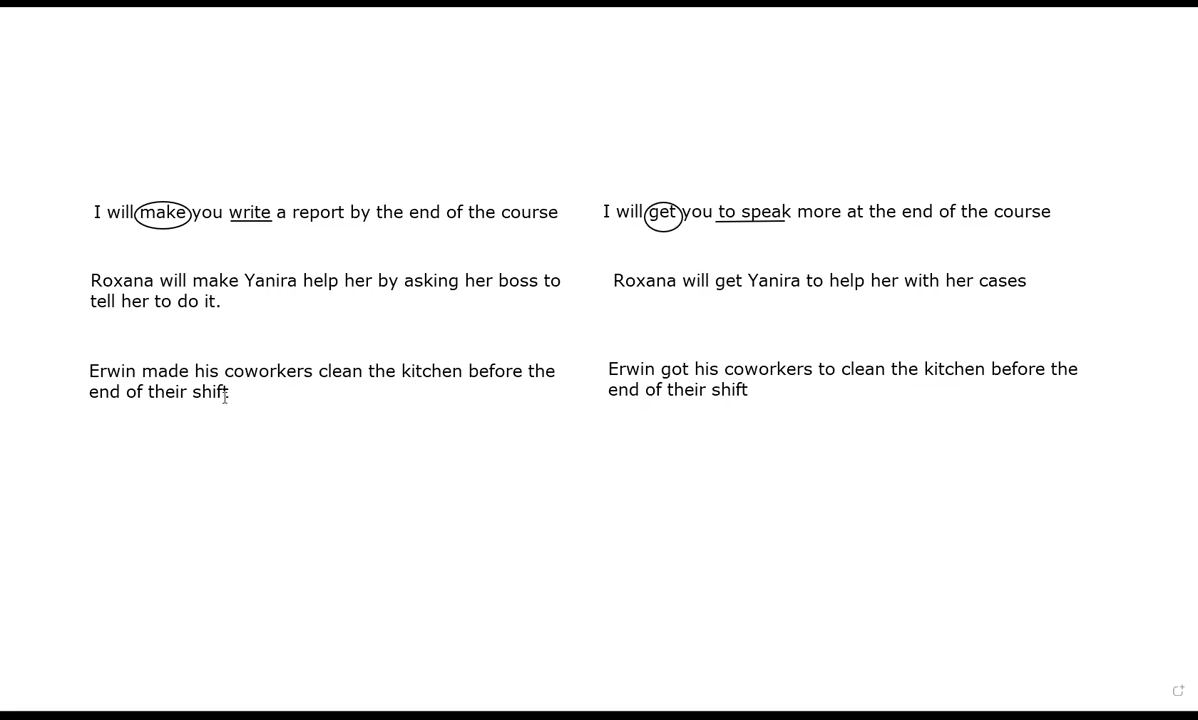 I will make you write a report by the end of the course
Roxana will make Yanira help her by asking her boss to
tell her to do it.
Erwin made his coworkers clean the kitchen before the
end of their shift
I will get you to speak more at the end of the course
Roxana will get Yanira to help her with her cases
Erwin got his coworkers to clean the kitchen before the
end of their shift